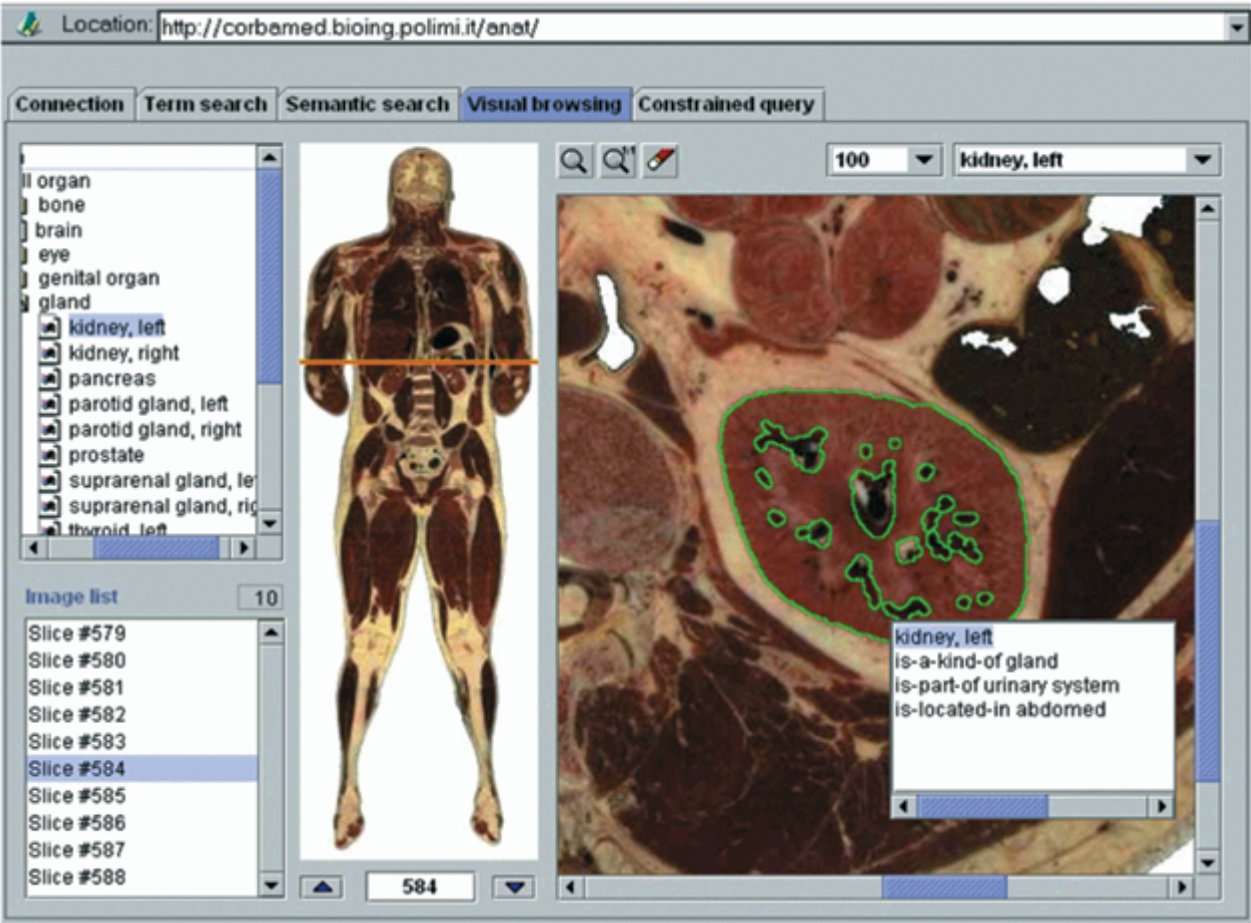 Location: http://corbamed.bioing.polimi.it/anat/
Connection Term search Semantic search Visual browsing Constrained query
100 kidney, left
ll organ
bone
brain
eye
genital organ
gland
kidney, left
kidney, right
pancreas
parotid gland, left
parotid gland, right
prostate
suprarenal gland, le
suprarenal gland, rig
thyroid, left
Image list 10
Slice #579
Slice #580
Slice #581
Slice #582
Slice #583
Slice #584
Slice #585
Slice #586
Slice #587
Slice #588
584
kidney, left
is-a-kind-of gland
is-part-of urinary system
is-located-in abdomed